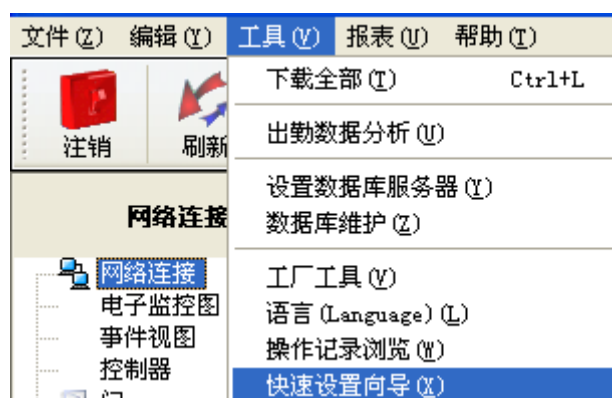 文件(Z) 编辑(Y) 工具(V) 报表(U) 帮助(T)
下载全部(T) Ctrl+L
出勤数据分析(U)
注销 刷新
设置数据库服务器(Y)
网络连接
数据库维护(Z)
网络连接
工厂工具(V)
电子监控图
语言(Language)(L)
事件视图
操作记录浏览(W)
控制器
快速设置向导(X)
门